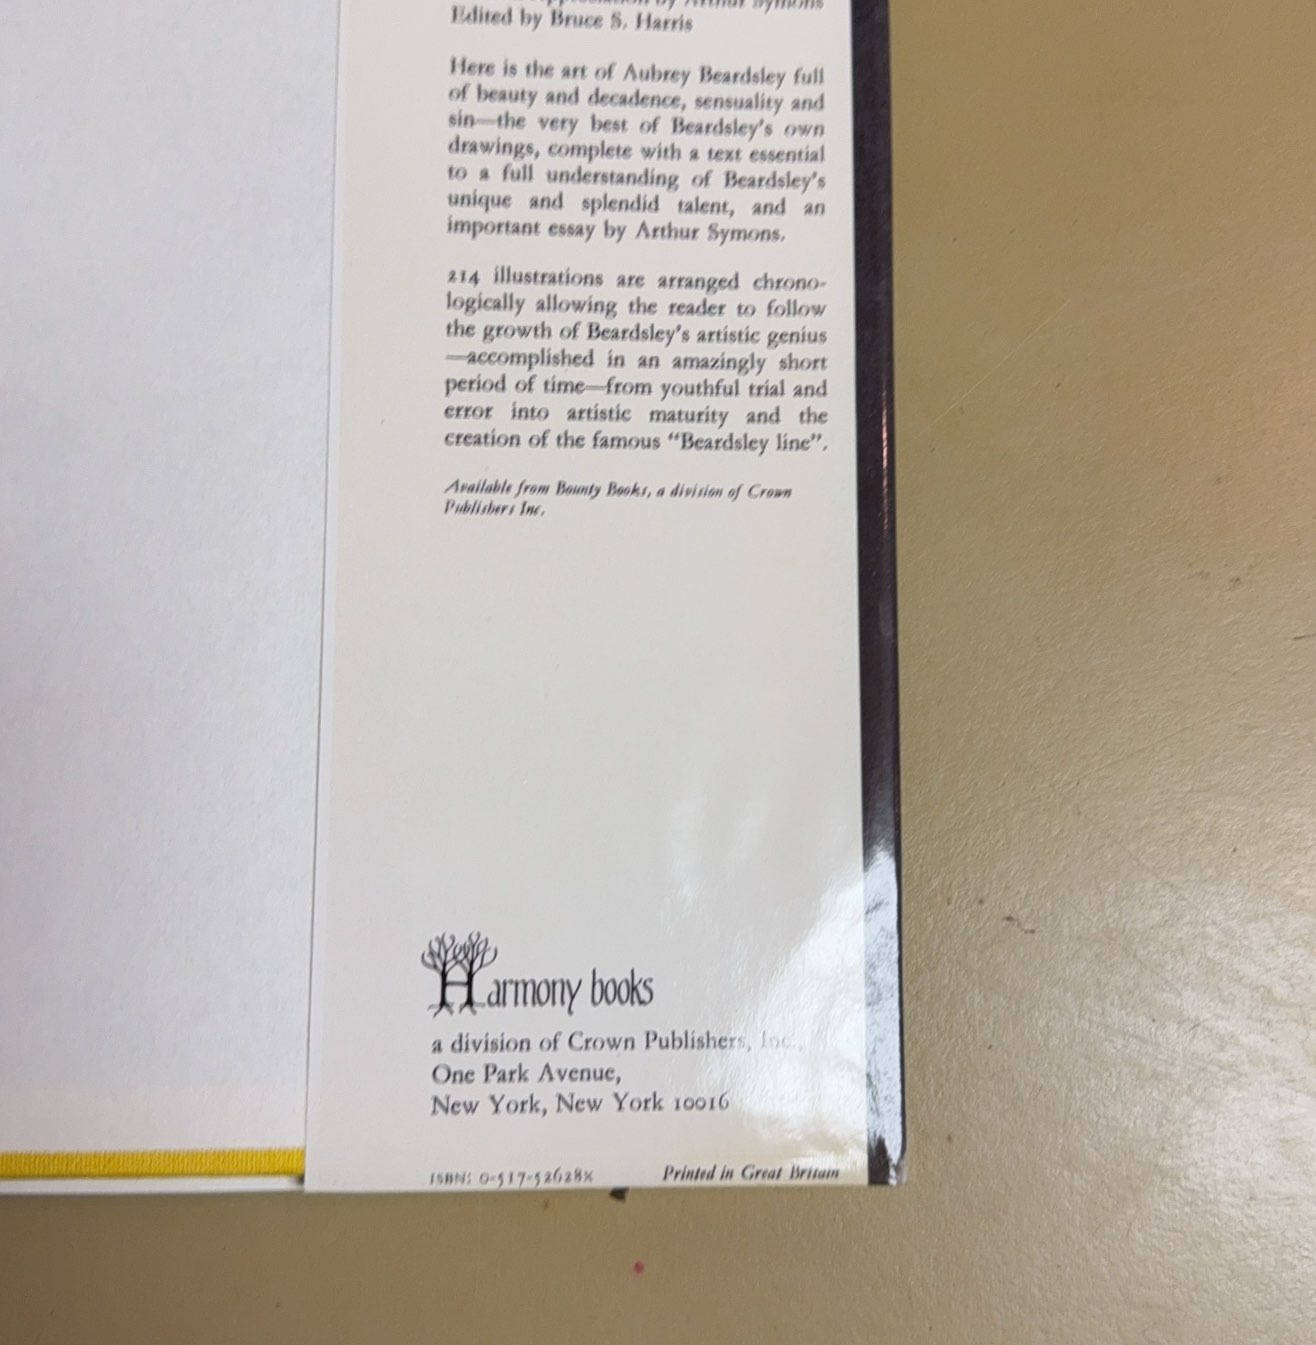 by Arthur Symons
Edited by Bruce S. Harris
Here is the art of Aubrey Beardsley full
of beauty and decadence, sensuality and
sin—the very best of Beardsley's own
drawings, complete with a text essential
to a full understanding of Beardsley's
unique and splendid talent, and an
important essay by Arthur Symons.
214 illustrations are arranged chrono-
logically allowing the reader to follow
the growth of Beardsley's artistic genius
—accomplished in an amazingly short
period of time—from youthful trial and
error into artistic maturity and the
creation of the famous "Beardsley line".
Available from Bounty Books, a division of Crown
Publishers Inc.
Harmony books
a division of Crown Publishers, Inc.,
One Park Avenue,
New York, New York 10016
ISBN: 0-517-52628X
Printed in Great Britain